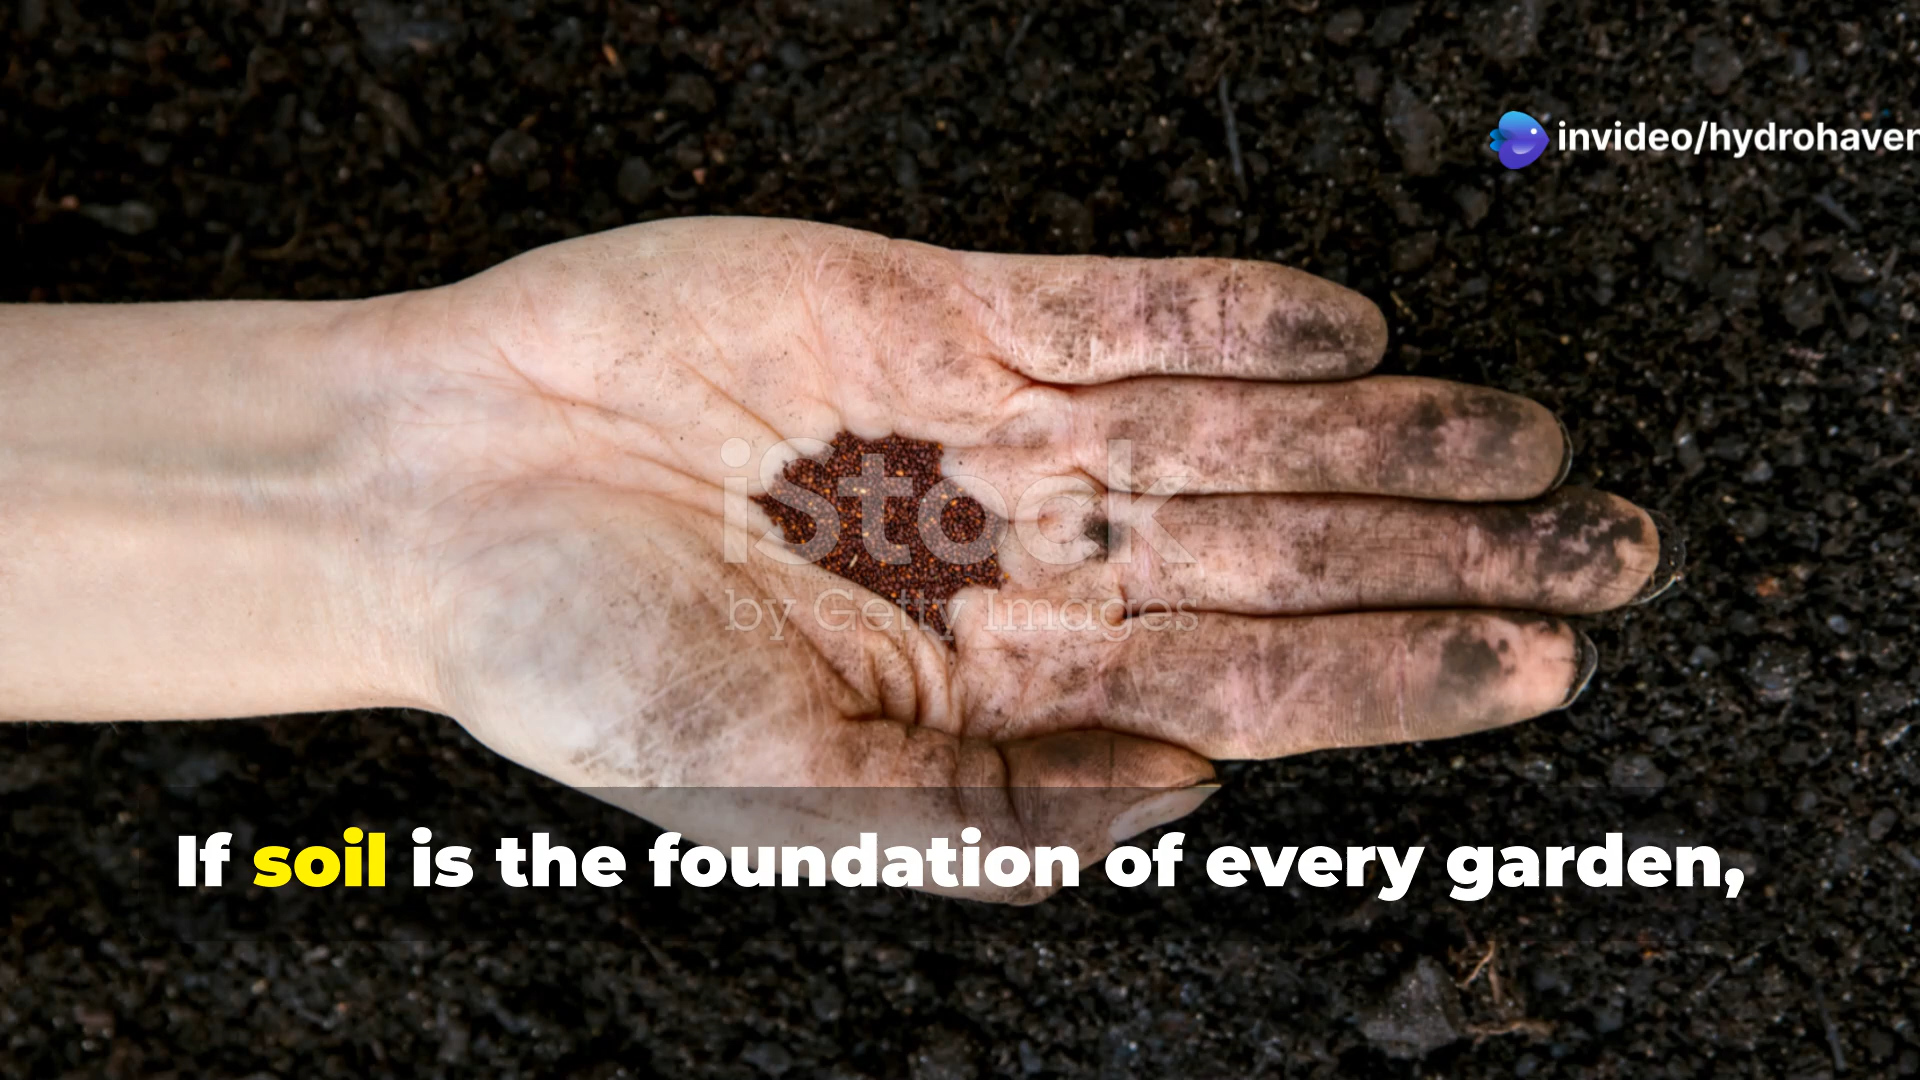 invideo/hydrohaven
iStock
by Getty Images
If soil is the foundation of every garden,